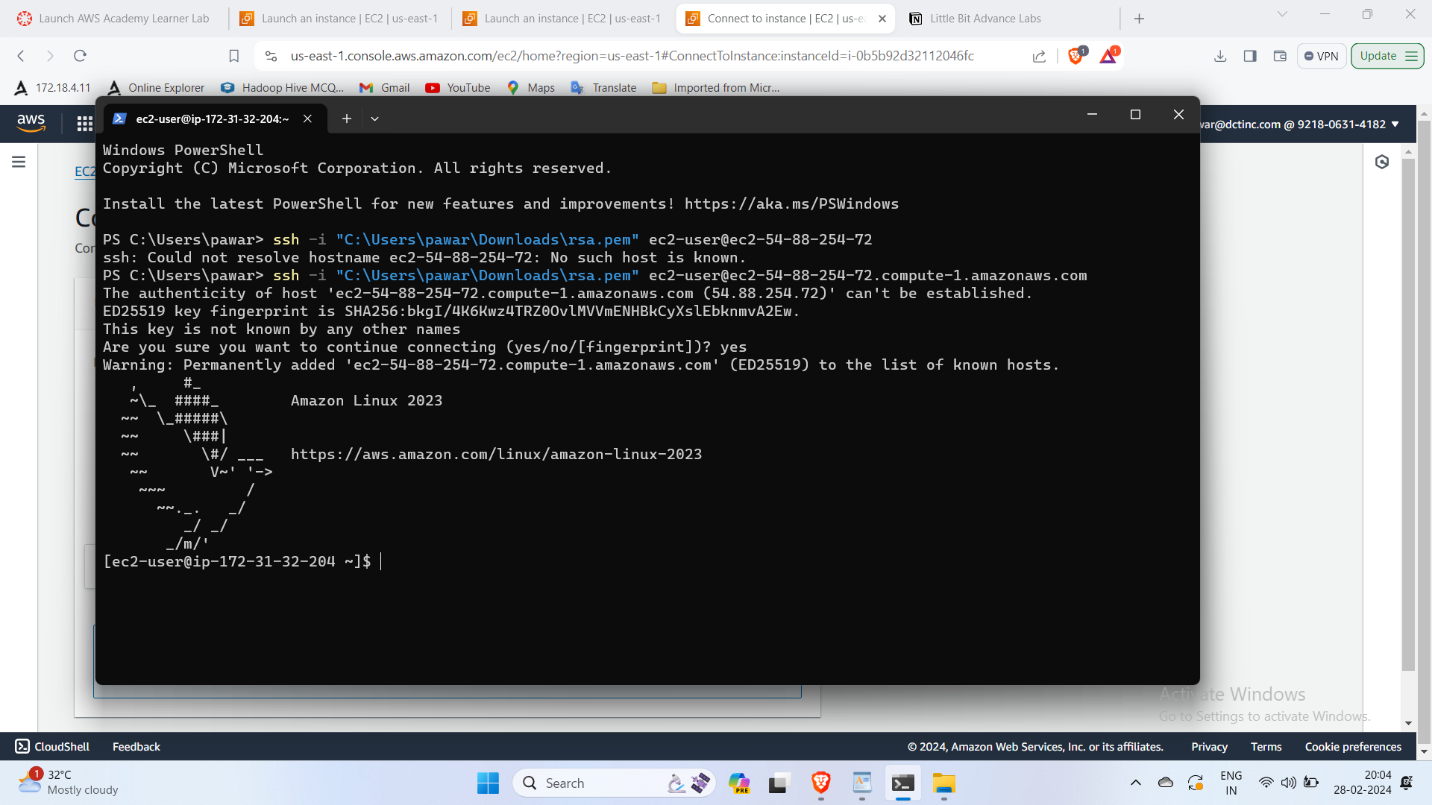 Launch AWS Academy Learner Lab
Launch an instance | EC2 | us-east-1
Launch an instance | EC2 | us-east-1
Connect to instance | EC2 | us-e
Little Bit Advance Labs
us-east-1.console.aws.amazon.com/ec2/home?region=us-east-1#ConnectToInstance:instanceId=i-0b5b92d32112046fc
1
1
VPN
Update
172.18.4.11
Online Explorer
Hadoop Hive MCQ...
Gmail
YouTube
Maps
Translate
Imported from Micr...
aws
war@dctinc.com @ 9218-0631-4182
EC2
Co
Con
ec2-user@ip-172-31-32-204:~
Windows PowerShell
Copyright (C) Microsoft Corporation. All rights reserved.
Install the latest PowerShell for new features and improvements! https://aka.ms/PSWindows
PS C:\Users\pawar> ssh -i "C:\Users\pawar\Downloads\rsa.pem" ec2-user@ec2-54-88-254-72
ssh: Could not resolve hostname ec2-54-88-254-72: No such host is known.
PS C:\Users\pawar> ssh -i "C:\Users\pawar\Downloads\rsa.pem" ec2-user@ec2-54-88-254-72.compute-1.amazonaws.com
The authenticity of host 'ec2-54-88-254-72.compute-1.amazonaws.com (54.88.254.72)' can't be established.
ED25519 key fingerprint is SHA256:bkgI/4K6Kwz4TRZ0OvlMVVmENHBkCyXslEbknmvA2Ew.
This key is not known by any other names
Are you sure you want to continue connecting (yes/no/[fingerprint])? yes
Warning: Permanently added 'ec2-54-88-254-72.compute-1.amazonaws.com' (ED25519) to the list of known hosts.
   ,     #_
   ~\_  ####_        Amazon Linux 2023
  ~~  \_#####\
  ~~     \###|
  ~~       \#/ ___   https://aws.amazon.com/linux/amazon-linux-2023
   ~~       V~' '->
    ~~~         /
      ~~._.   _/
         _/ _/
       _/m/'
[ec2-user@ip-172-31-32-204 ~]$
Activate Windows
Go to Settings to activate Windows.
CloudShell
Feedback
© 2024, Amazon Web Services, Inc. or its affiliates.
Privacy
Terms
Cookie preferences
1
32°C
Mostly cloudy
Search
PRE
ENG
IN
20:04
28-02-2024